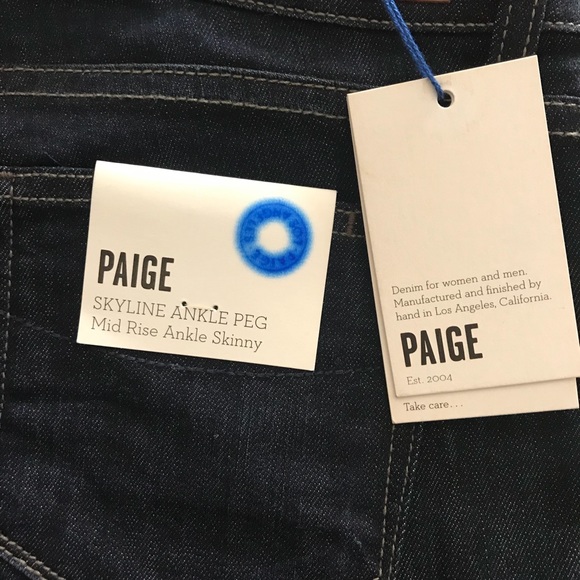 PAIGE
SKYLINE ANKLE PEG
Mid Rise Ankle Skinny
Denim for women and men.
Manufactured and finished by
hand in Los Angeles, California.
PAIGE
Est. 2004
Take care...